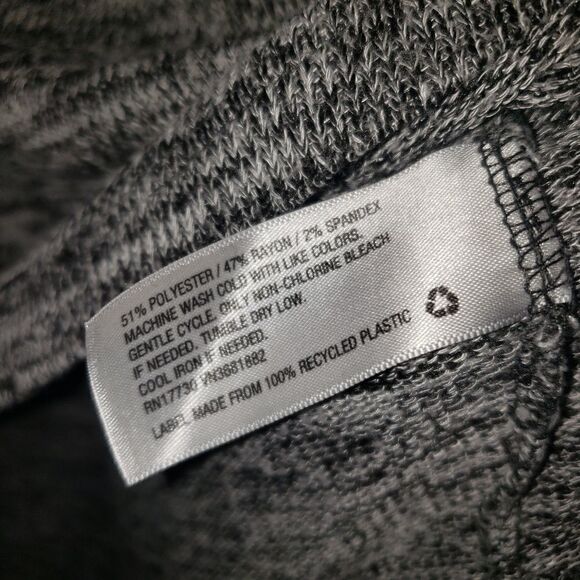 51% POLYESTER / 47% RAYON / 2% SPANDEX
MACHINE WASH COLD WITH LIKE COLORS.
GENTLE CYCLE. ONLY NON-CHLORINE BLEACH
IF NEEDED. TUMBLE DRY LOW.
COOL IRON IF NEEDED.
RN17730 VN3681882
LABEL MADE FROM 100% RECYCLED PLASTIC